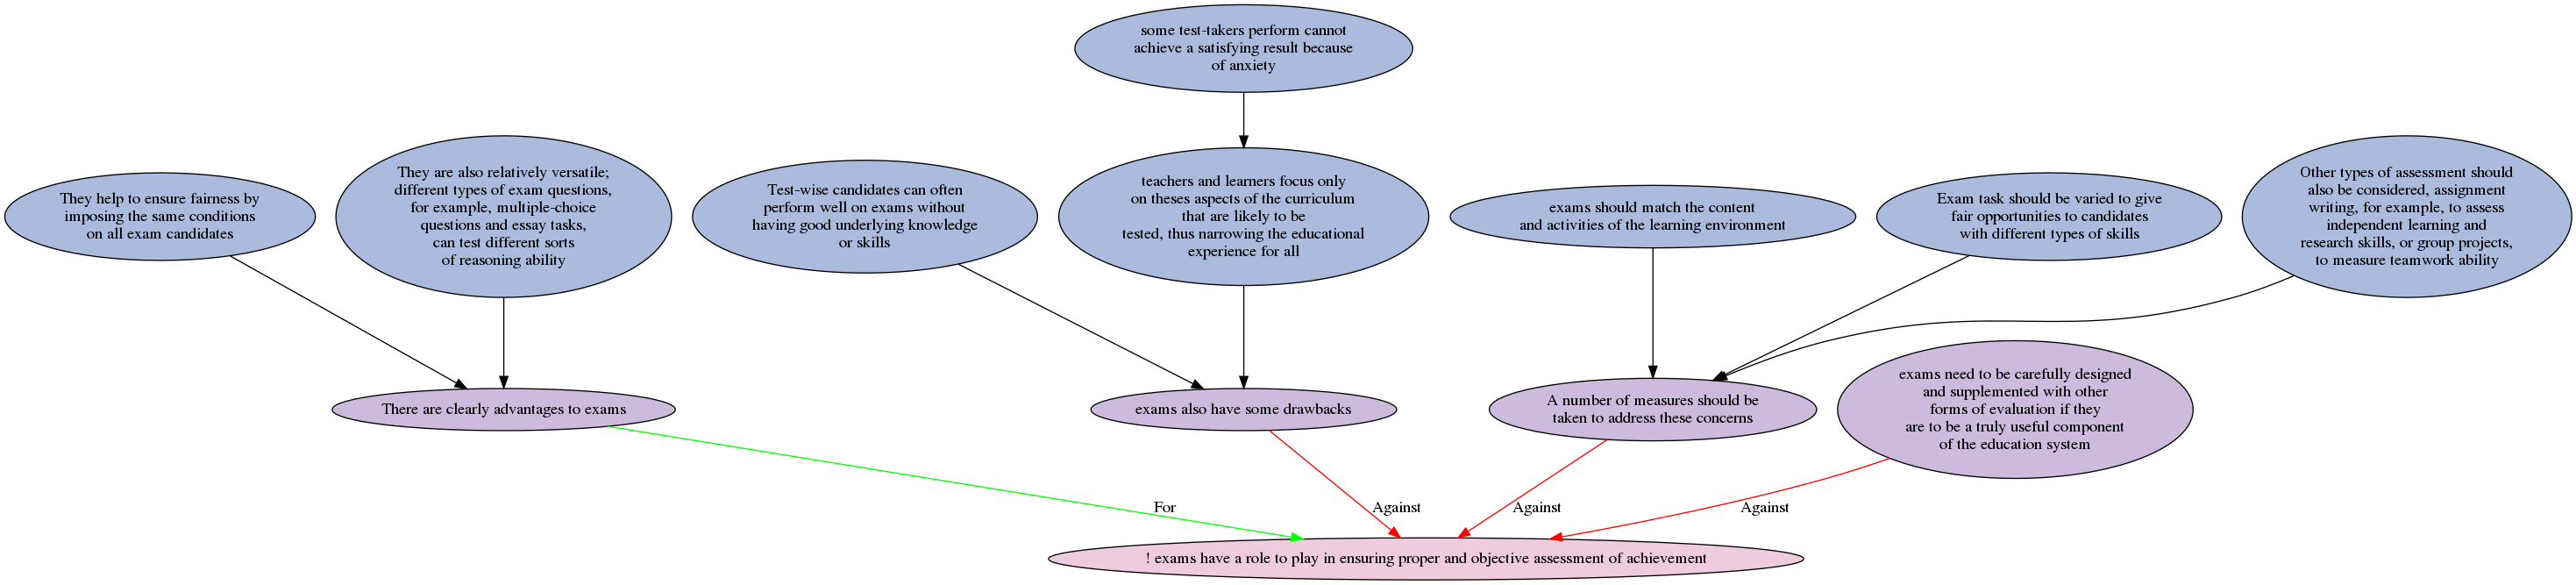 some test-takers perform cannot
achieve a satisfying result because
of anxiety
They help to ensure fairness by
imposing the same conditions
on all exam candidates
They are also relatively versatile;
different types of exam questions,
for example, multiple-choice
questions and essay tasks,
can test different sorts
of reasoning ability
Test-wise candidates can often
perform well on exams without
having good underlying knowledge
or skills
teachers and learners focus only
on theses aspects of the curriculum
that are likely to be
tested, thus narrowing the educational
experience for all
exams should match the content
and activities of the learning environment
Exam task should be varied to give
fair opportunities to candidates
with different types of skills
Other types of assessment should
also be considered, assignment
writing, for example, to assess
independent learning and
research skills, or group projects,
to measure teamwork ability
There are clearly advantages to exams
exams also have some drawbacks
A number of measures should be
taken to address these concerns
exams need to be carefully designed
and supplemented with other
forms of evaluation if they
are to be a truly useful component
of the education system
For
Against
Against
Against
! exams have a role to play in ensuring proper and objective assessment of achievement